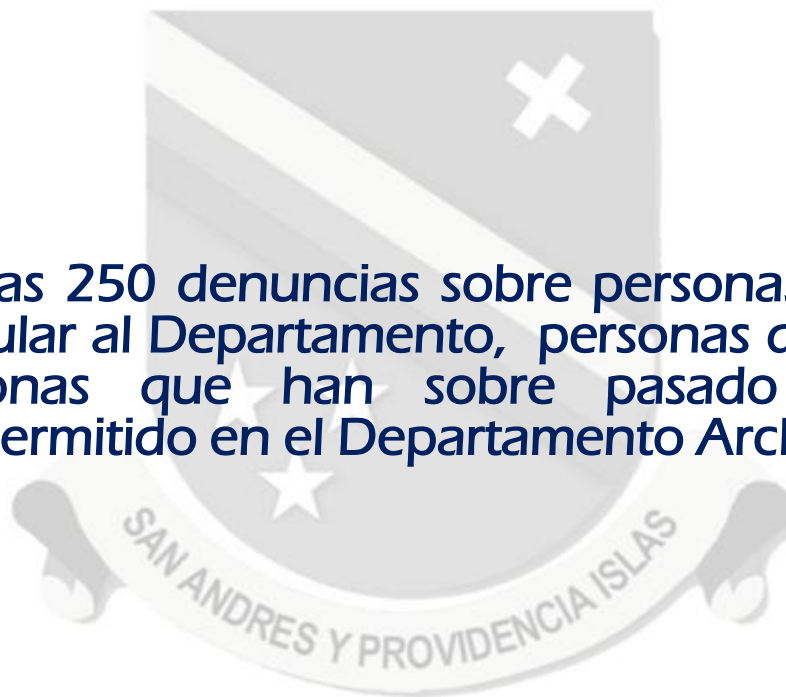 as 250 denuncias sobre personas
ular al Departamento, personas
onas que han sobre pasado
ermitido en el Departamento Arc
SAN ANDRES Y PROVIDENCIA ISLAS